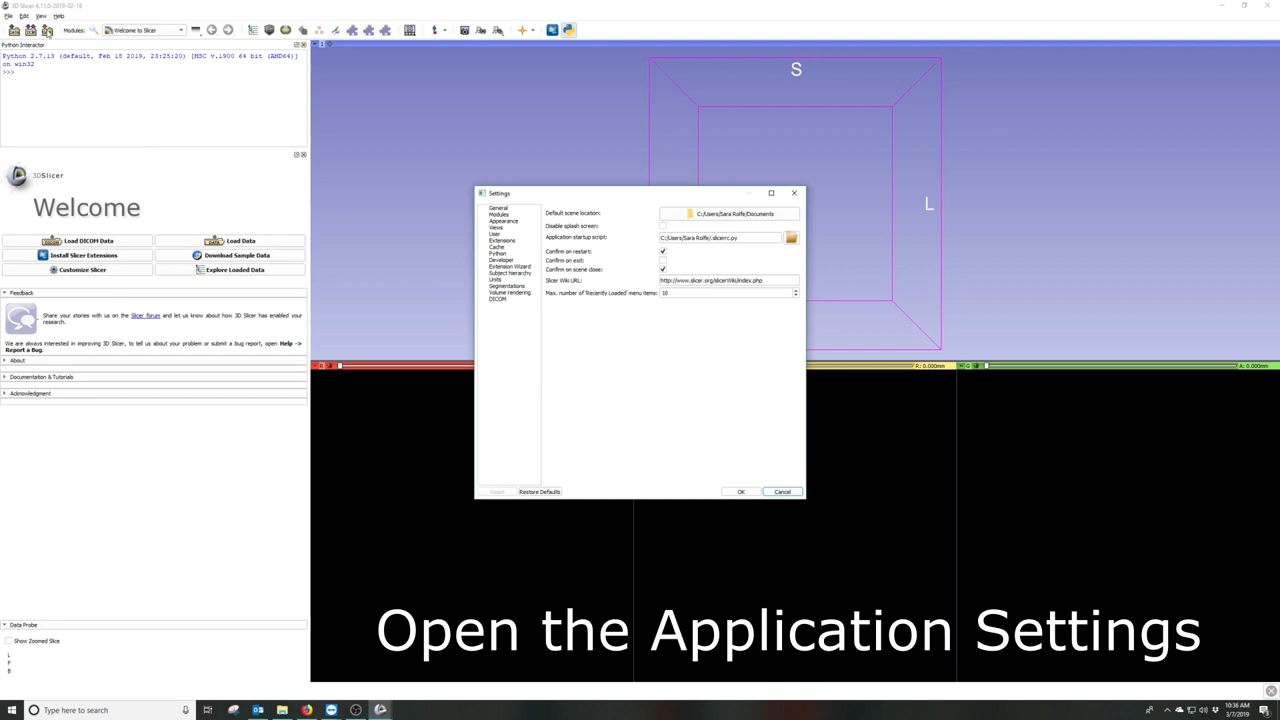 3D Slicer 4.11.0-2019-02-18
File Edit View Help
Modules: Welcome to Slicer
Python Interactor
Python 2.7.13 (default, Feb 18 2019, 23:25:20) [MSC v.1900 64 bit (AMD64)]
on win32
>>>
3DSlicer
Welcome
Load DICOM Data
Load Data
Install Slicer Extensions
Download Sample Data
Customize Slicer
Explore Loaded Data
Feedback
Share your stories with us on the Slicer forum and let us know about how 3D Slicer has enabled your
research.
We are always interested in improving 3D Slicer, to tell us about your problem or submit a bug report, open Help ->
Report a Bug.
About
Documentation & Tutorials
Acknowledgment
Data Probe
Show Zoomed Slice
L
F
B
1
S
L
R
R: 0.000mm
G
A: 0.000mm
Settings
General
Modules
Appearance
Views
User
Extensions
Cache
Python
Developer
Extension Wizard
Subject hierarchy
Units
Segmentations
Volume rendering
DICOM
Default scene location: C:/Users/Sara Rolfe/Documents
Disable splash screen:
Application startup script: C:/Users/Sara Rolfe/.slicerrc.py
Confirm on restart:
Confirm on exit:
Confirm on scene close:
Slicer Wiki URL: http://www.slicer.org/slicerWiki/index.php
Max. number of 'Recently Loaded' menu items: 10
Reset
Restore Defaults
OK
Cancel
Open the Application Settings
Type here to search
10:36 AM
3/7/2019